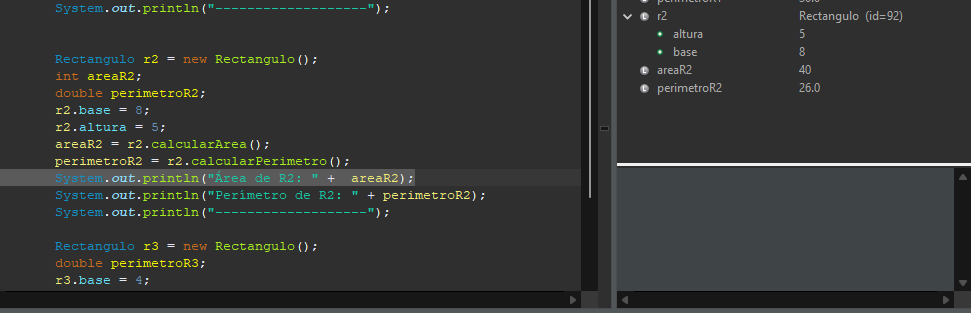 System.out.println("-------------------");
Rectangulo r2 = new Rectangulo();
int areaR2;
double perimetroR2;
r2.base = 8;
r2.altura = 5;
areaR2 = r2.calcularArea();
perimetroR2 = r2.calcularPerimetro();
System.out.println("Área de R2: " +  areaR2);
System.out.println("Perímetro de R2: " + perimetroR2);
System.out.println("-------------------");
Rectangulo r3 = new Rectangulo();
double perimetroR3;
r3.base = 4;
r2 Rectangulo (id=92)
altura 5
base 8
areaR2 40
perimetroR2 26.0